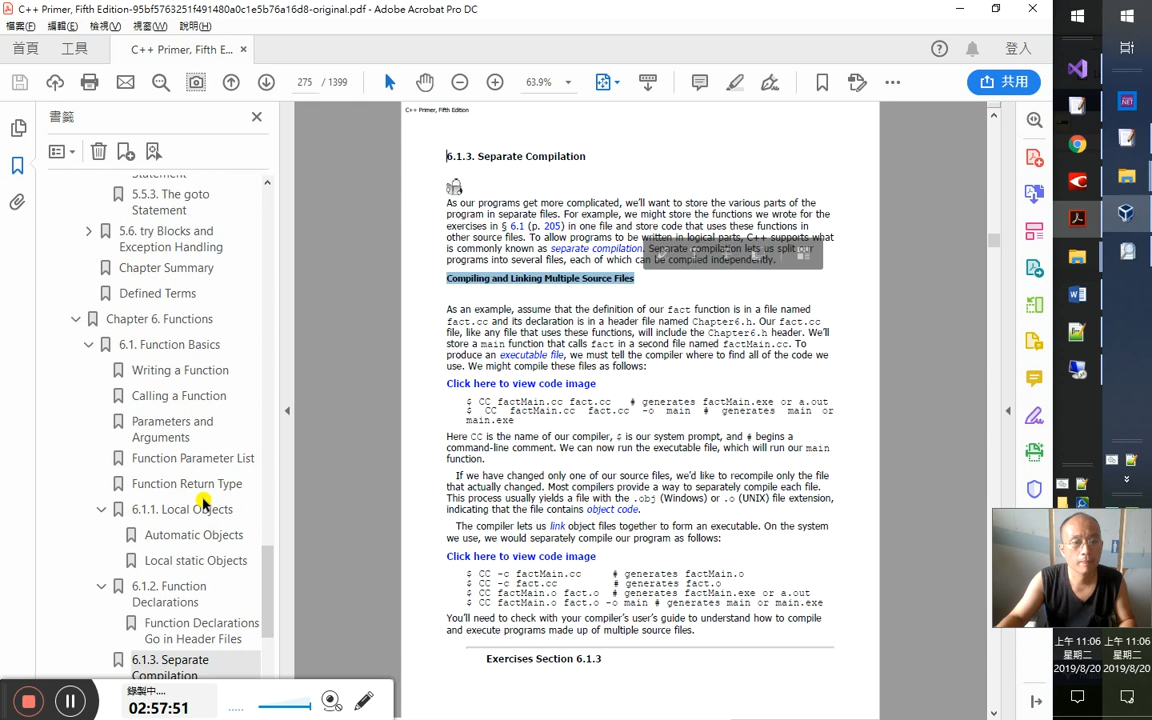 C++ Primer, Fifth Edition-95bf5763251f491480a0c1e5b76a16d8-original.pdf - Adobe Acrobat Pro DC
檔案(F) 編輯(E) 檢視(V) 視窗(W) 說明(H)
首頁 工具 C++ Primer, Fifth E... ×
登入
275 / 1399
63.9%
共用
書籤
Statement
5.5.3. The goto
Statement
5.6. try Blocks and
Exception Handling
Chapter Summary
Defined Terms
Chapter 6. Functions
6.1. Function Basics
Writing a Function
Calling a Function
Parameters and
Arguments
Function Parameter List
Function Return Type
6.1.1. Local Objects
Automatic Objects
Local static Objects
6.1.2. Function
Declarations
Function Declarations
Go in Header Files
6.1.3. Separate
Compilation
C++ Primer, Fifth Edition
6.1.3. Separate Compilation
As our programs get more complicated, we'll want to store the various parts of the
program in separate files. For example, we might store the functions we wrote for the
exercises in § 6.1 (p. 205) in one file and store code that uses these functions in
other source files. To allow programs to be written in logical parts, C++ supports what
is commonly known as separate compilation. Separate compilation lets us split our
programs into several files, each of which can be compiled independently.
Compiling and Linking Multiple Source Files
As an example, assume that the definition of our fact function is in a file named
fact.cc and its declaration is in a header file named Chapter6.h. Our fact.cc
file, like any file that uses these functions, will include the Chapter6.h header. We'll
store a main function that calls fact in a second file named factMain.cc. To
produce an executable file, we must tell the compiler where to find all of the code we
use. We might compile these files as follows:
Click here to view code image
$ CC factMain.cc fact.cc # generates factMain.exe or a.out
$ CC factMain.cc fact.cc -o main # generates main or
main.exe
Here CC is the name of our compiler, $ is our system prompt, and # begins a
command-line comment. We can now run the executable file, which will run our main
function.
If we have changed only one of our source files, we'd like to recompile only the file
that actually changed. Most compilers provide a way to separately compile each file.
This process usually yields a file with the .obj (Windows) or .o (UNIX) file extension,
indicating that the file contains object code.
The compiler lets us link object files together to form an executable. On the system
we use, we would separately compile our program as follows:
Click here to view code image
$ CC -c factMain.cc # generates factMain.o
$ CC -c fact.cc # generates fact.o
$ CC factMain.o fact.o # generates factMain.exe or a.out
$ CC factMain.o fact.o -o main # generates main or main.exe
You'll need to check with your compiler's user's guide to understand how to compile
and execute programs made up of multiple source files.
Exercises Section 6.1.3
錄製中....
02:57:51
.NET
上午 11:06 上午 11:06
星期二 星期二
2019/8/20 2019/8/20